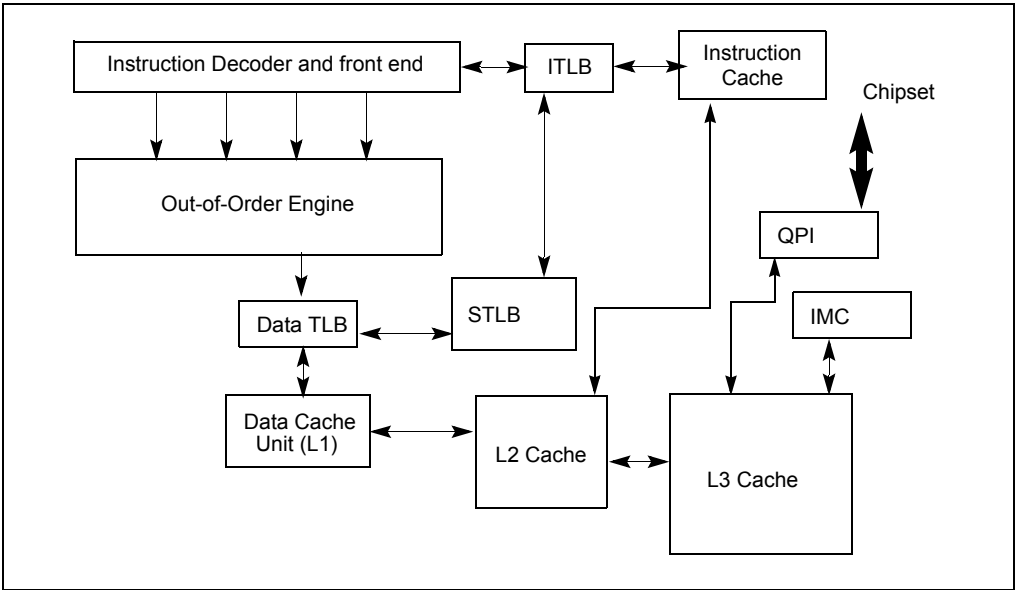 Instruction Decoder and front end
ITLB
Instruction
Cache
Chipset
Out-of-Order Engine
QPI
Data TLB
STLB
IMC
Data Cache
Unit (L1)
L2 Cache
L3 Cache